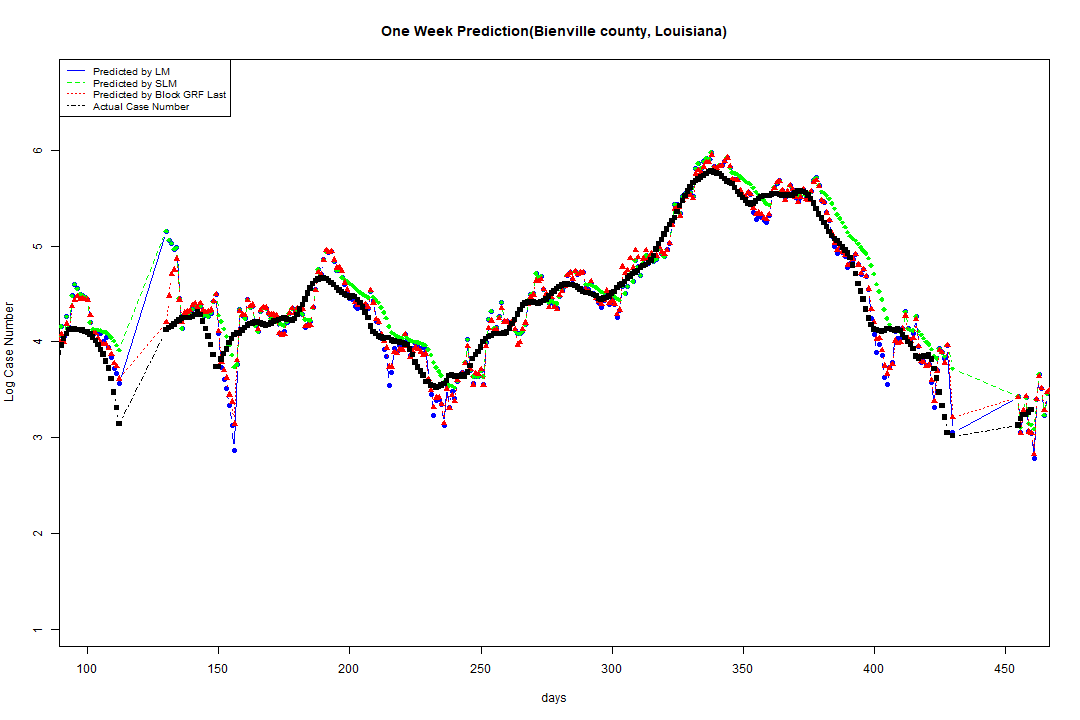 One Week Prediction(Bienville county, Louisiana)
Predicted by LM
Predicted by SLM
Predicted by Block GRF Last
Actual Case Number
Log Case Number
6
5
4
3
2
1
100 150 200 250 300 350 400 450
days